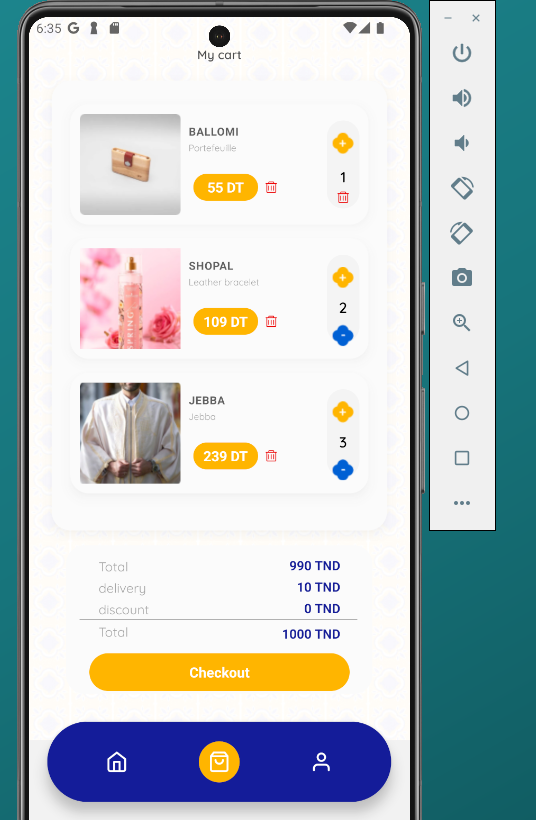 6:35 G
My cart
BALLOMI
Portefeuille
55 DT
+
1
SHOPAL
Leather bracelet
109 DT
+
2
-
SPRING
JEBBA
Jebba
239 DT
+
3
-
Total 990 TND
delivery 10 TND
discount 0 TND
Total 1000 TND
Checkout